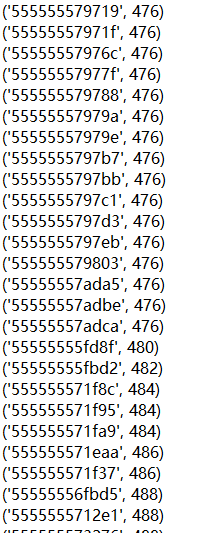 ('555555579719', 476)
('55555557971f', 476)
('55555557976c', 476)
('55555557977f', 476)
('555555579788', 476)
('55555557979a', 476)
('55555557979e', 476)
('5555555797b7', 476)
('5555555797bb', 476)
('5555555797c1', 476)
('5555555797d3', 476)
('5555555797eb', 476)
('555555579803', 476)
('55555557ada5', 476)
('55555557adbe', 476)
('55555557adca', 476)
('55555555fd8f', 480)
('55555555fbd2', 482)
('555555571f8c', 484)
('555555571f95', 484)
('555555571fa9', 484)
('555555571eaa', 486)
('555555571f37', 486)
('55555556fbd5', 488)
('5555555712e1', 488)